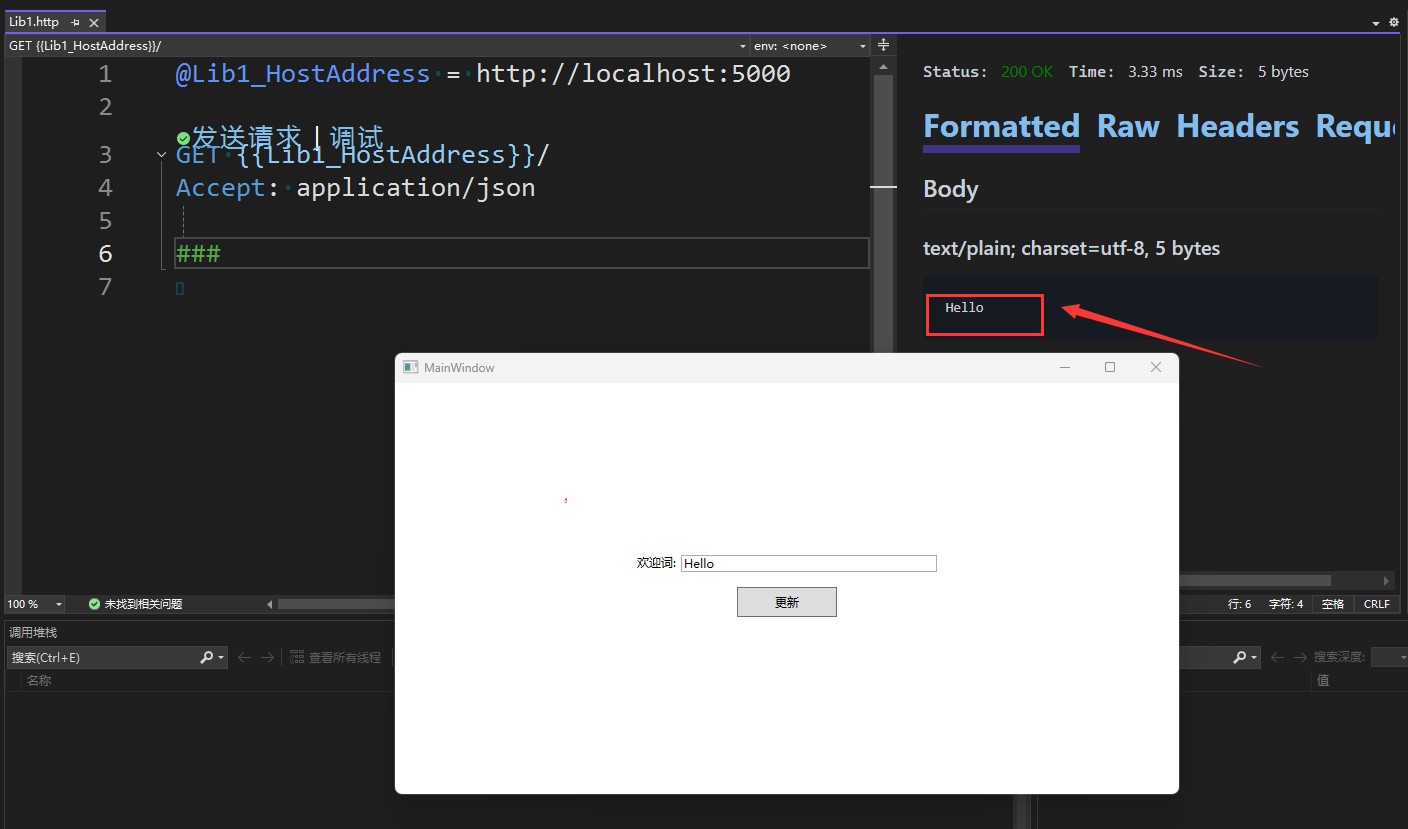 Lib1.http
GET {{Lib1_HostAddress}}/
env: <none>
1 @Lib1_HostAddress = http://localhost:5000
2
发送请求 | 调试
3 GET {{Lib1_HostAddress}}/
4 Accept: application/json
5
6 ###
7
Status: 200 OK Time: 3.33 ms Size: 5 bytes
Formatted Raw Headers Reque
Body
text/plain; charset=utf-8, 5 bytes
Hello
MainWindow
欢迎词: Hello
更新
100 % 未找到相关问题
行: 6 字符: 4 空格 CRLF
调用堆栈
搜索(Ctrl+E) 查看所有线程
搜索深度:
名称
值